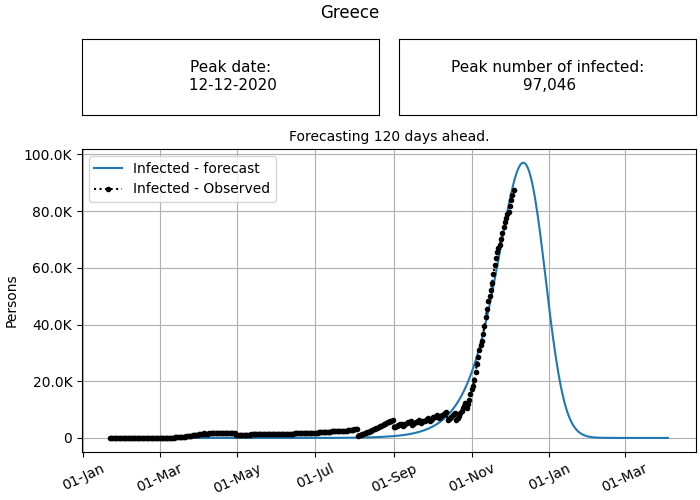 Greece
Peak date:
12-12-2020
Peak number of infected:
97,046
Forecasting 120 days ahead.
Infected - forecast
Infected - Observed
Persons
100.0K
80.0K
60.0K
40.0K
20.0K
0
01-Jan
01-Mar
01-May
01-Jul
01-Sep
01-Nov
01-Jan
01-Mar